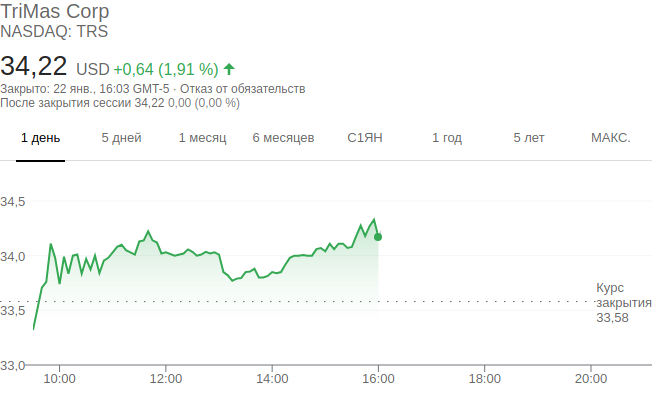 TriMas Corp
NASDAQ: TRS
34,22 USD +0,64 (1,91 %)
Закрыто: 22 янв., 16:03 GMT-5 · Отказ от обязательств
После закрытия сессии 34,22 0,00 (0,00 %)
1 день 5 дней 1 месяц 6 месяцев С1ЯН 1 год 5 лет МАКС.
34,5
34,0
Курс
закрытия
33,5
33,58
33,0
10:00 12:00 14:00 16:00 18:00 20:00